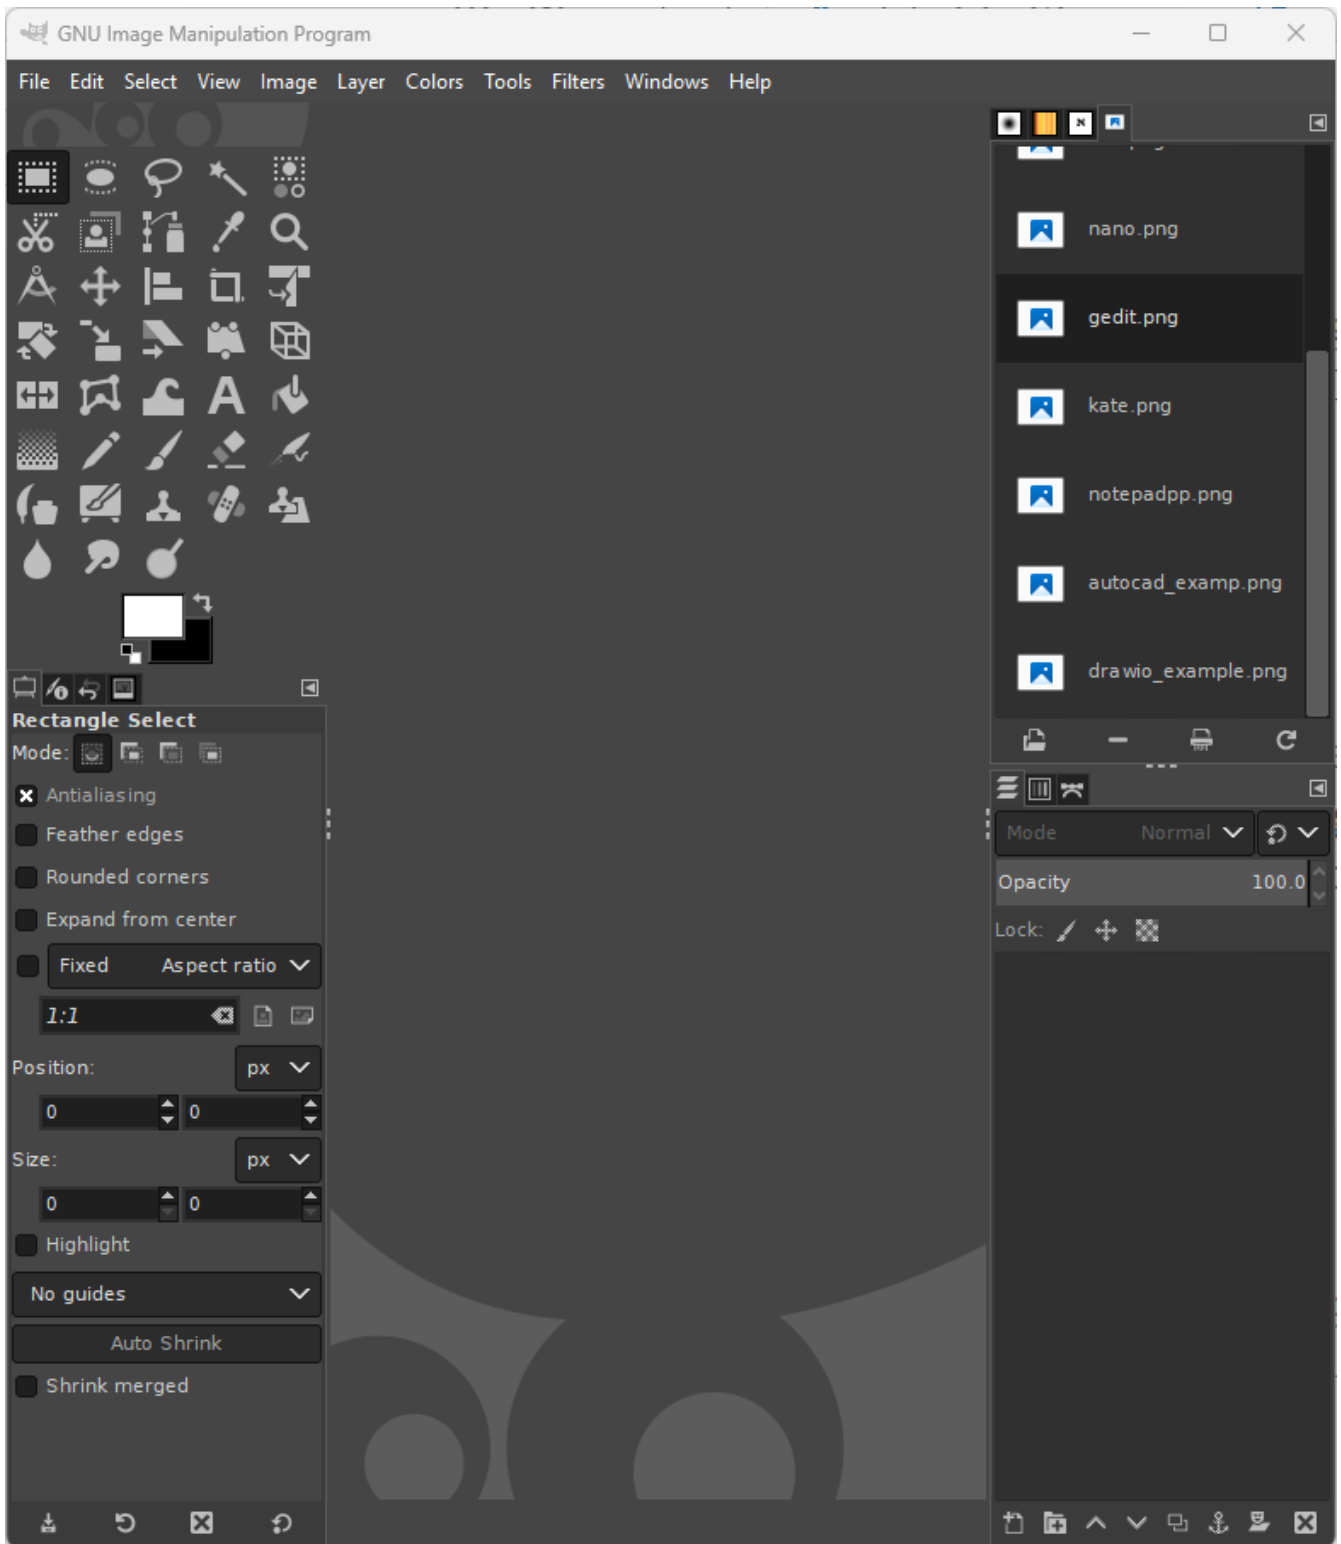 GNU Image Manipulation Program
File Edit Select View Image Layer Colors Tools Filters Windows Help
nano.png
gedit.png
kate.png
notepadpp.png
autocad_examp.png
drawio_example.png
Rectangle Select
Mode:
Antialiasing
Feather edges
Rounded corners
Expand from center
Fixed Aspect ratio
1:1
Position: px
0 0
Size: px
0 0
Highlight
No guides
Auto Shrink
Shrink merged
Mode Normal
Opacity 100.0
Lock: